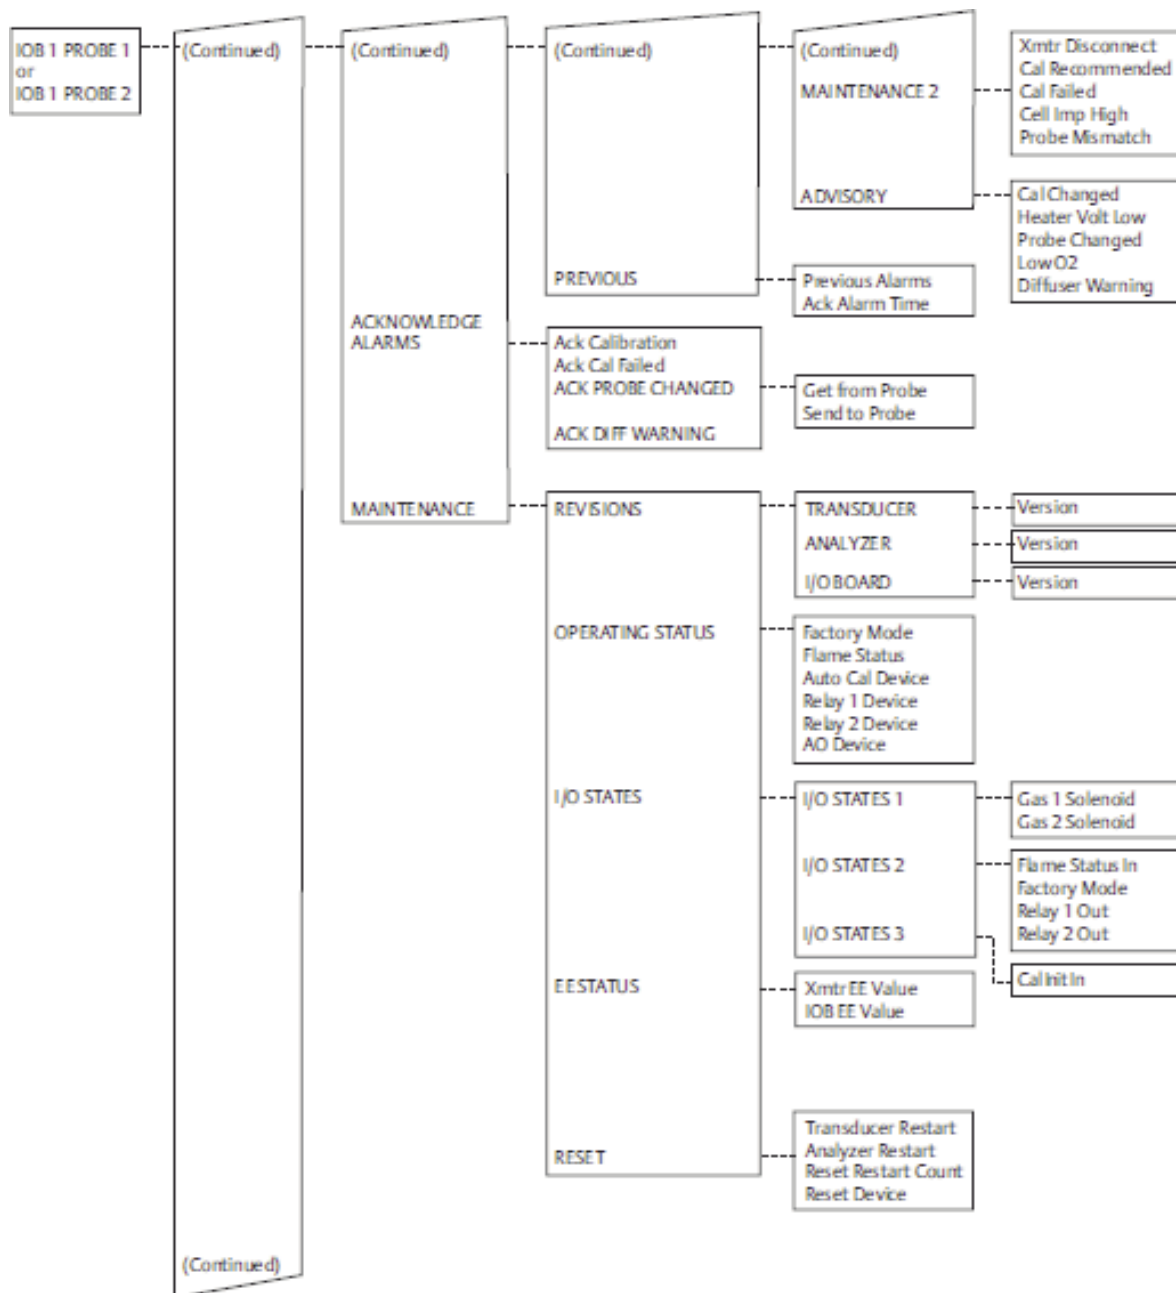 IOB 1 PROBE 1
or
IOB 1 PROBE 2
(Continued)
(Continued)
(Continued)
ACKNOWLEDGE
ALARMS
MAINTENANCE
(Continued)
PREVIOUS
(Continued)
MAINTENANCE 2
ADVISORY
Xmtr Disconnect
Cal Recommended
Cal Failed
Cell Imp High
Probe Mismatch
Cal Changed
Heater Volt Low
Probe Changed
Low O2
Diffuser Warning
Previous Alarms
Ack Alarm Time
Ack Calibration
Ack Cal Failed
ACK PROBE CHANGED
ACK DIFF WARNING
Get from Probe
Send to Probe
REVISIONS
OPERATING STATUS
I/O STATES
EE STATUS
RESET
TRANSDUCER
ANALYZER
I/O BOARD
Version
Version
Version
Factory Mode
Flame Status
Auto Cal Device
Relay 1 Device
Relay 2 Device
AO Device
I/O STATES 1
I/O STATES 2
I/O STATES 3
Gas 1 Solenoid
Gas 2 Solenoid
Flame Status In
Factory Mode
Relay 1 Out
Relay 2 Out
Cal Init In
Xmtr EE Value
IOB EE Value
Transducer Restart
Analyzer Restart
Reset Restart Count
Reset Device